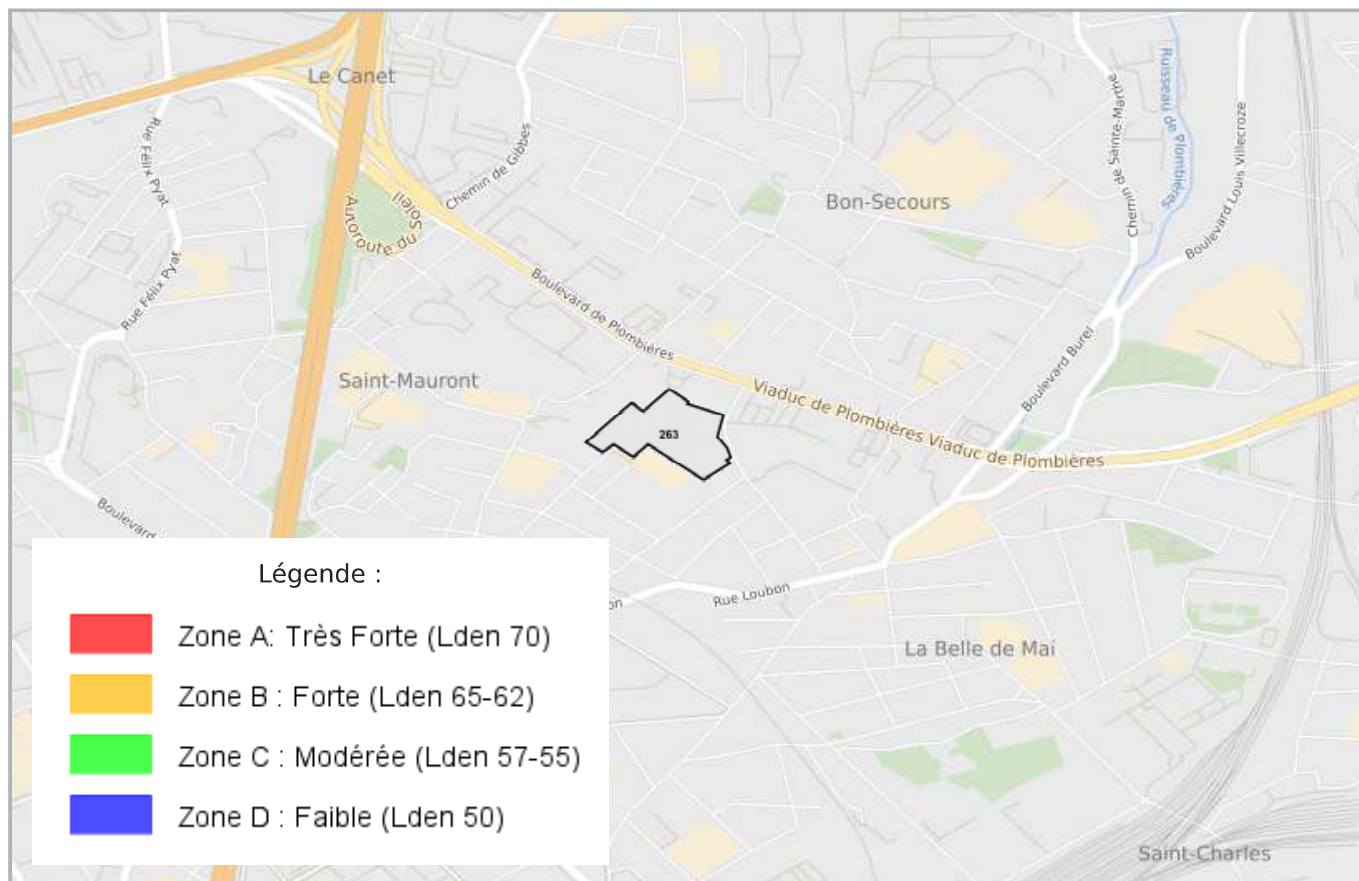 Le Canet
Rue Félix Pyat
Chemin de Gibbes
Autoroute du
Soleil
Chemin de Sainte-Marthe
Ruisseau de Plombières
Boulevard Louis Villecroze
Bon-Secours
Rue Félix Pyat
Boulevard de Plombières
Saint-Mauront
Viaduc de Plombières Viaduc de Plombières
Boulevard Burel
263
Boulevard
Rue Loubon
La Belle de Mai
Saint-Charles
Légende :
Zone A: Très Forte (Lden 70)
Zone B : Forte (Lden 65-62)
Zone C : Modérée (Lden 57-55)
Zone D : Faible (Lden 50)